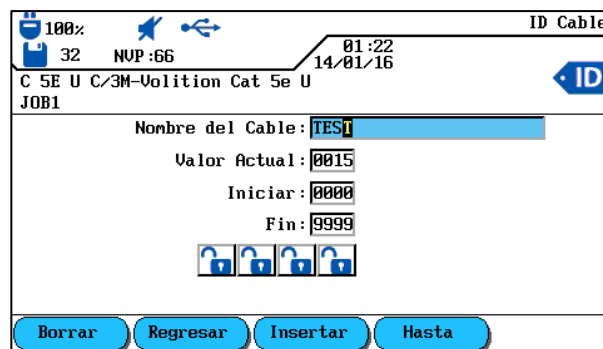 100% ID Cable
32 NVP:66 01:22
14/01/16
C 5E U C/3M-Volition Cat 5e U
JOB1
ID
Nombre del Cable: TEST
Valor Actual: 0015
Iniciar: 0000
Fin: 9999
Borrar Regresar Insertar Hasta